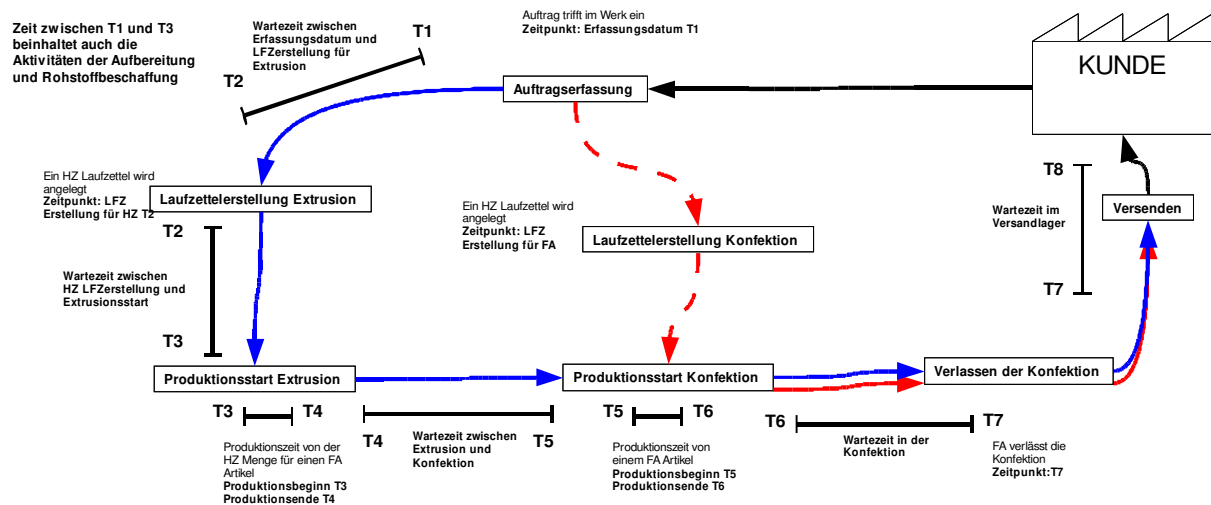 Zeit zwischen T1 und T3
beinhaltet auch die
Aktivitäten der Aufbereitung
und Rohstoffbeschaffung
Wartezeit zwischen
Erfassungsdatum und
LFZerstellung für
Extrusion
T1
T2
Auftrag trifft im Werk ein
Zeitpunkt: Erfassungsdatum T1
KUNDE
Auftragserfassung
Ein HZ Laufzettel wird
angelegt
Zeitpunkt: LFZ
Erstellung für HZ T2
Laufzettelerstellung Extrusion
Ein HZ Laufzettel wird
angelegt
Zeitpunkt: LFZ
Erstellung für FA
Laufzettelerstellung Konfektion
T8
Wartezeit im
Versandlager
T7
Versenden
T2
Wartezeit zwischen
HZ LFZerstellung und
Extrusionsstart
T3
Produktionsstart Extrusion
Produktionsstart Konfektion
Verlassen der Konfektion
T3
T4
Produktionszeit von der
HZ Menge für einen FA
Artikel
Produktionsbeginn T3
Produktionsende T4
T4
T5
Wartezeit zwischen
Extrusion und
Konfektion
T5
T6
Produktionszeit von
einem FA Artikel
Produktionsbeginn T5
Produktionsende T6
T6
T7
Wartezeit in der
Konfektion
FA verlässt die
Konfektion
Zeitpunkt:T7